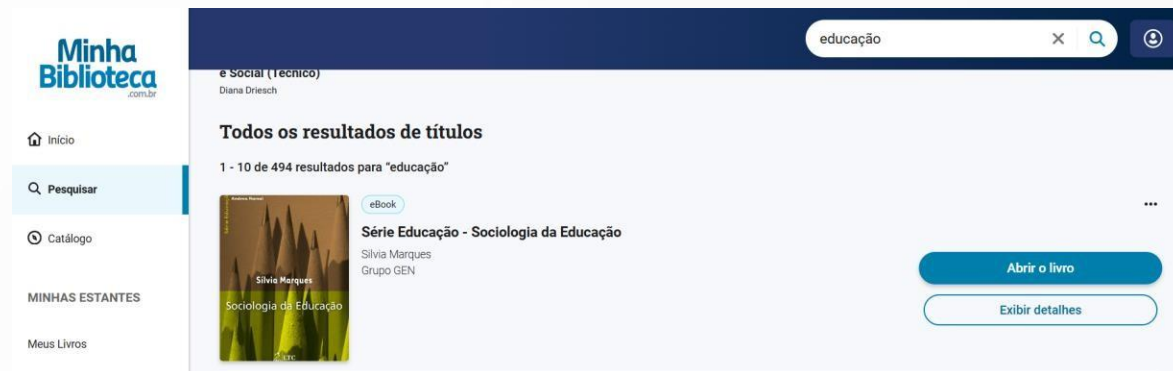 Minha
Biblioteca
.com.br
educação
Início
Pesquisar
Catálogo
MINHAS ESTANTES
Meus Livros
e Social (Técnico)
Diana Driesch
Todos os resultados de títulos
1 - 10 de 494 resultados para “educação”
Série Educação
Silvia Marques
Sociologia da Educação
LTC
eBook
Série Educação - Sociologia da Educação
Silvia Marques
Grupo GEN
...
Abrir o livro
Exibir detalhes